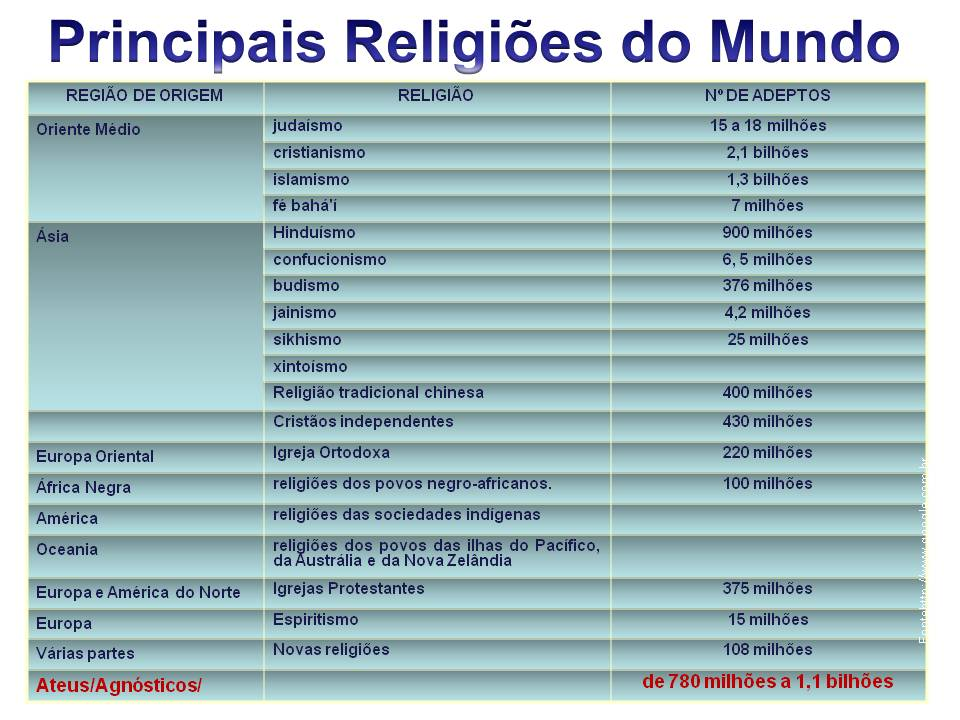 Principais Religiões do Mundo
REGIÃO DE ORIGEM RELIGIÃO Nº DE ADEPTOS
Oriente Médio judaísmo 15 a 18 milhões
cristianismo 2,1 bilhões
islamismo 1,3 bilhões
fé bahá'í 7 milhões
Ásia Hinduísmo 900 milhões
confucionismo 6, 5 milhões
budismo 376 milhões
jainismo 4,2 milhões
sikhismo 25 milhões
xintoísmo
Religião tradicional chinesa 400 milhões
Cristãos independentes 430 milhões
Europa Oriental Igreja Ortodoxa 220 milhões
África Negra religiões dos povos negro-africanos. 100 milhões
América religiões das sociedades indígenas
Oceania religiões dos povos das ilhas do Pacífico,
da Austrália e da Nova Zelândia
Europa e América do Norte Igrejas Protestantes 375 milhões
Europa Espiritismo 15 milhões
Várias partes Novas religiões 108 milhões
Ateus/Agnósticos/ de 780 milhões a 1,1 bilhões